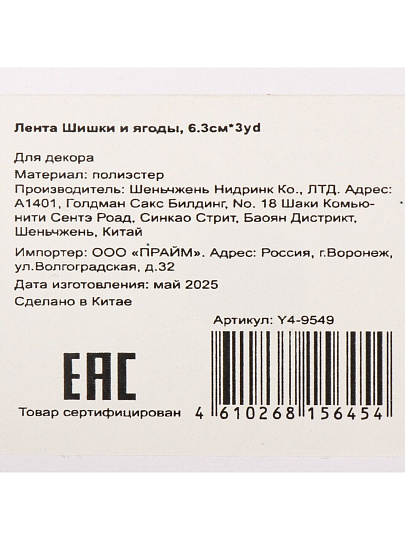 Лента Шишки и ягоды, 6.3см*3yd
Для декора
Материал: полиэстер
Производитель: Шеньчжень Нидринк Ко., ЛТД. Адрес:
А1401, Голдман Сакс Билдинг, No. 18 Шаки Комью-
нити Сентэ Роад, Синкао Стрит, Баоян Дистрикт,
Шеньчжень, Китай
Импортер: ООО «ПРАЙМ». Адрес: Россия, г.Воронеж,
ул.Волгоградская, д.32
Дата изготовления: май 2025
Сделано в Китае
Артикул: Y4-9549
ЕАС
Товар сертифицирован
4 610268 156454